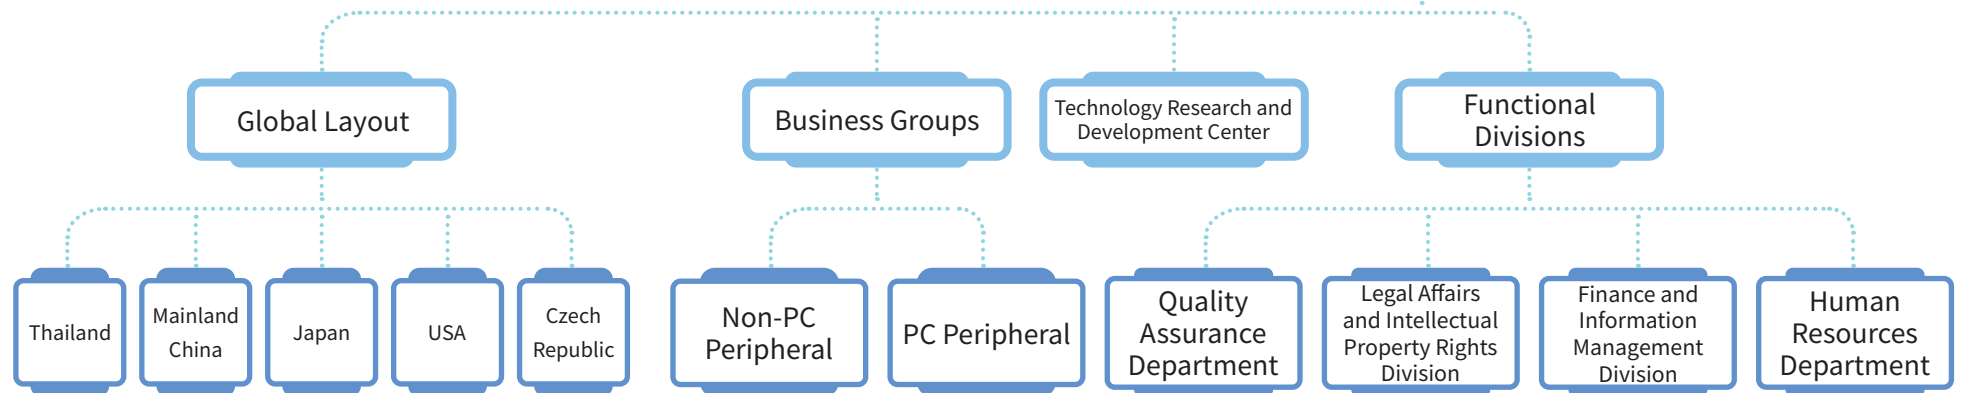 Global Layout
Business Groups
Technology Research and
Development Center
Functional
Divisions
Thailand
Mainland
China
Japan
USA
Czech
Republic
Non-PC
Peripheral
PC Peripheral
Quality
Assurance
Department
Legal Affairs
and Intellectual
Property Rights
Division
Finance and
Information
Management
Division
Human
Resources
Department